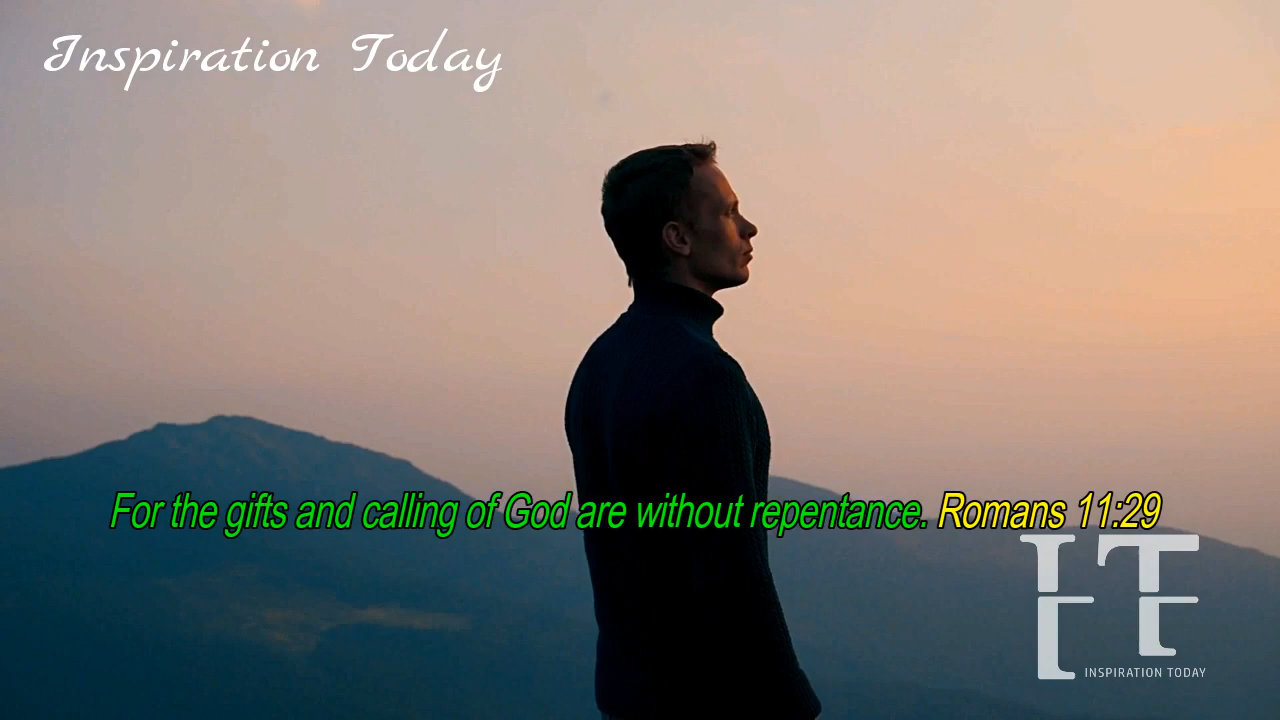 Inspiration Today
For the gifts and calling of God are without repentance. Romans 11:29
IT
INSPIRATION TODAY